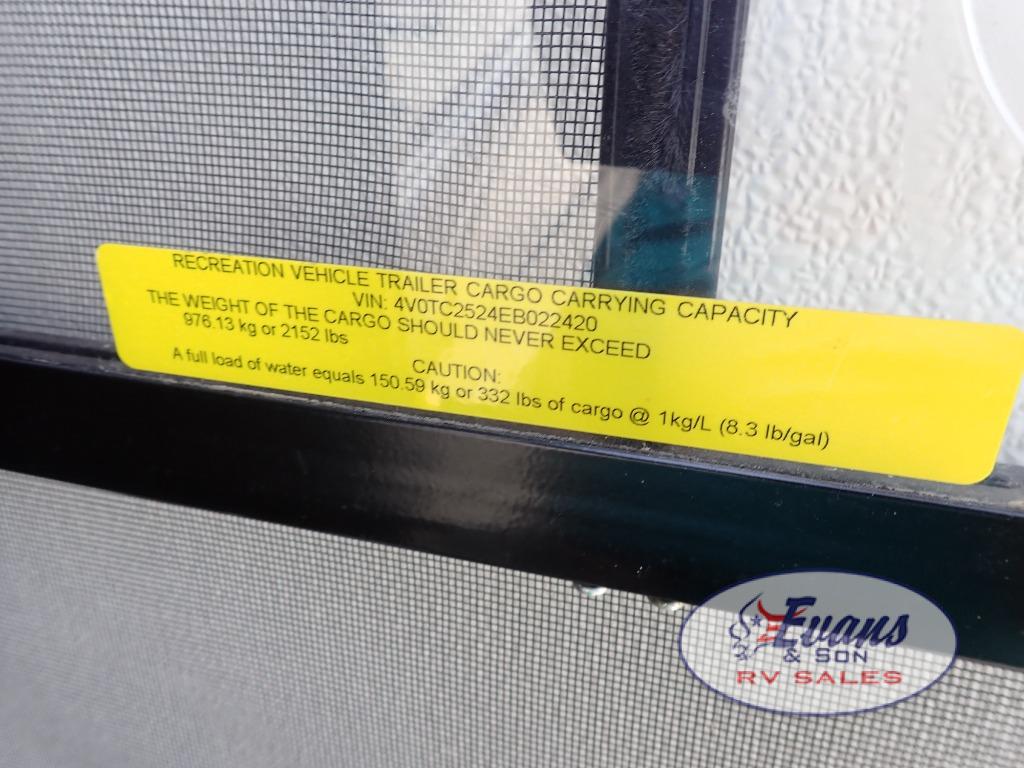 RECREATION VEHICLE TRAILER CARGO CARRYING CAPACITY
VIN: 4V0TC2524EB022420
THE WEIGHT OF THE CARGO SHOULD NEVER EXCEED
976.13 kg or 2152 lbs
CAUTION:
A full load of water equals 150.59 kg or 332 lbs of cargo @ 1kg/L (8.3 lb/gal)
Evans
& SON
RV SALES